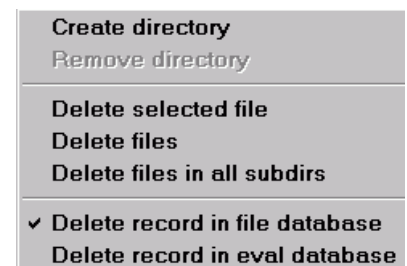 Create directory
Remove directory
Delete selected file
Delete files
Delete files in all subdirs
Delete record in file database
Delete record in eval database